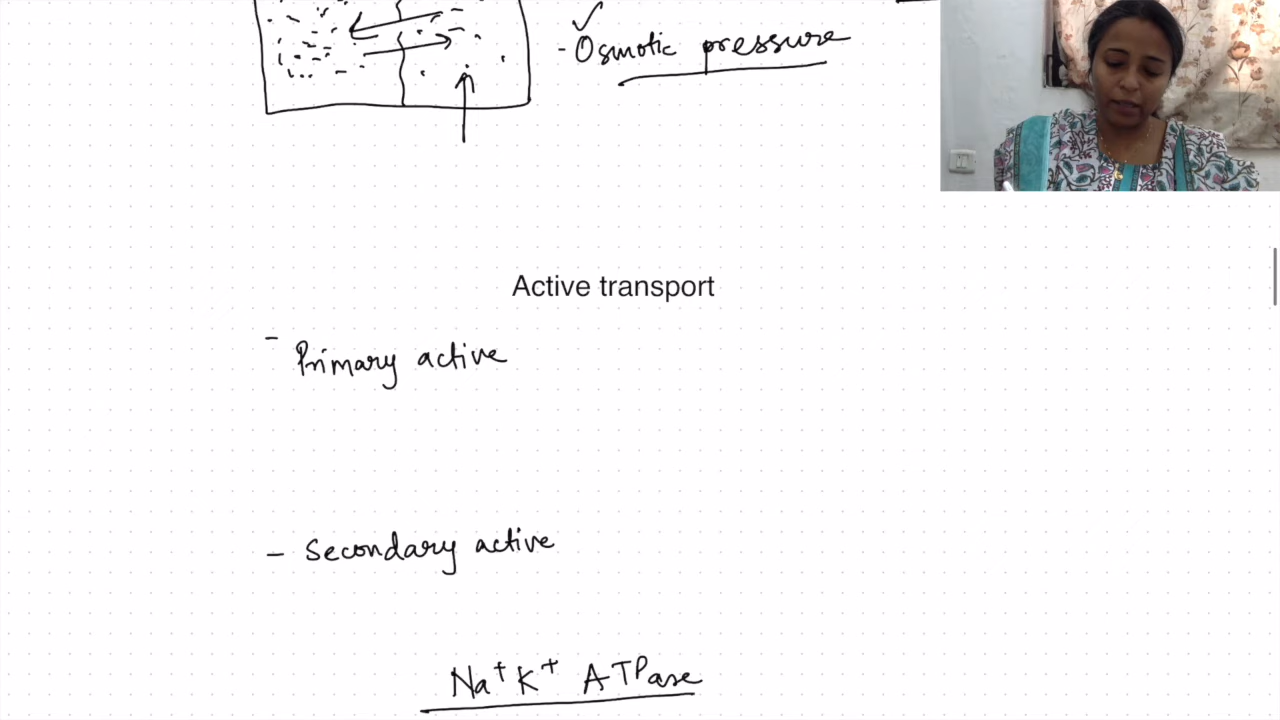 - Osmotic pressure
Active transport
- Primary active
- Secondary active
Na⁺K⁺ ATPase